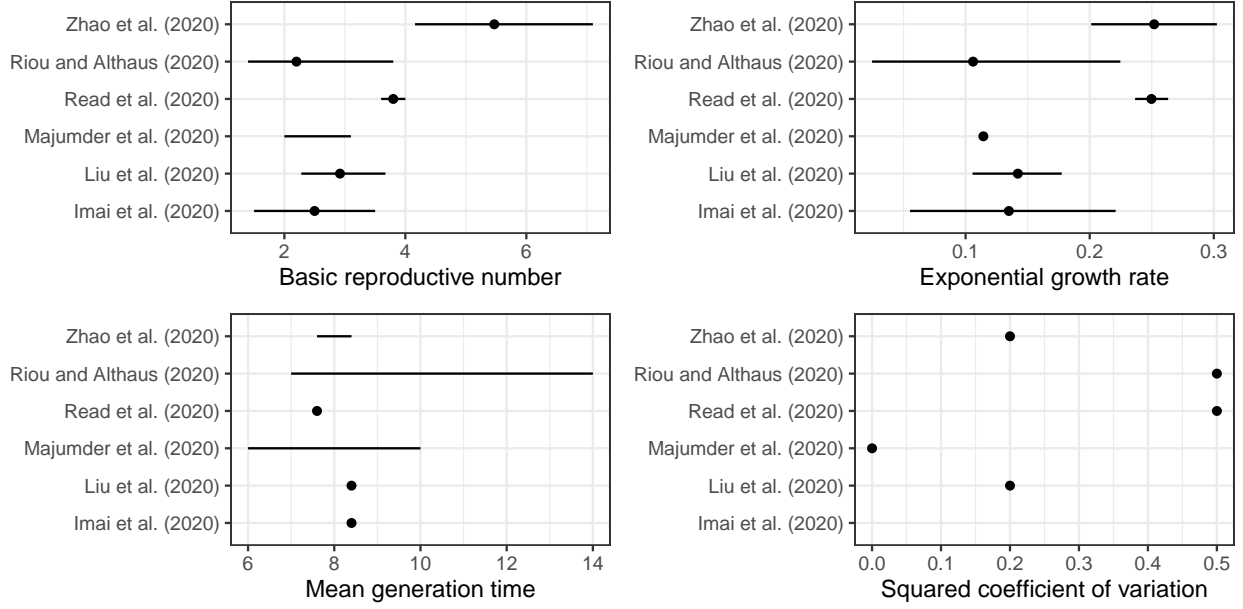 Zhao et al. (2020)
Riou and Althaus (2020)
Read et al. (2020)
Majumder et al. (2020)
Liu et al. (2020)
Imai et al. (2020)
2 4 6
Basic reproductive number
Zhao et al. (2020)
Riou and Althaus (2020)
Read et al. (2020)
Majumder et al. (2020)
Liu et al. (2020)
Imai et al. (2020)
0.1 0.2 0.3
Exponential growth rate
Zhao et al. (2020)
Riou and Althaus (2020)
Read et al. (2020)
Majumder et al. (2020)
Liu et al. (2020)
Imai et al. (2020)
6 8 10 12 14
Mean generation time
Zhao et al. (2020)
Riou and Althaus (2020)
Read et al. (2020)
Majumder et al. (2020)
Liu et al. (2020)
Imai et al. (2020)
0.0 0.1 0.2 0.3 0.4 0.5
Squared coefficient of variation